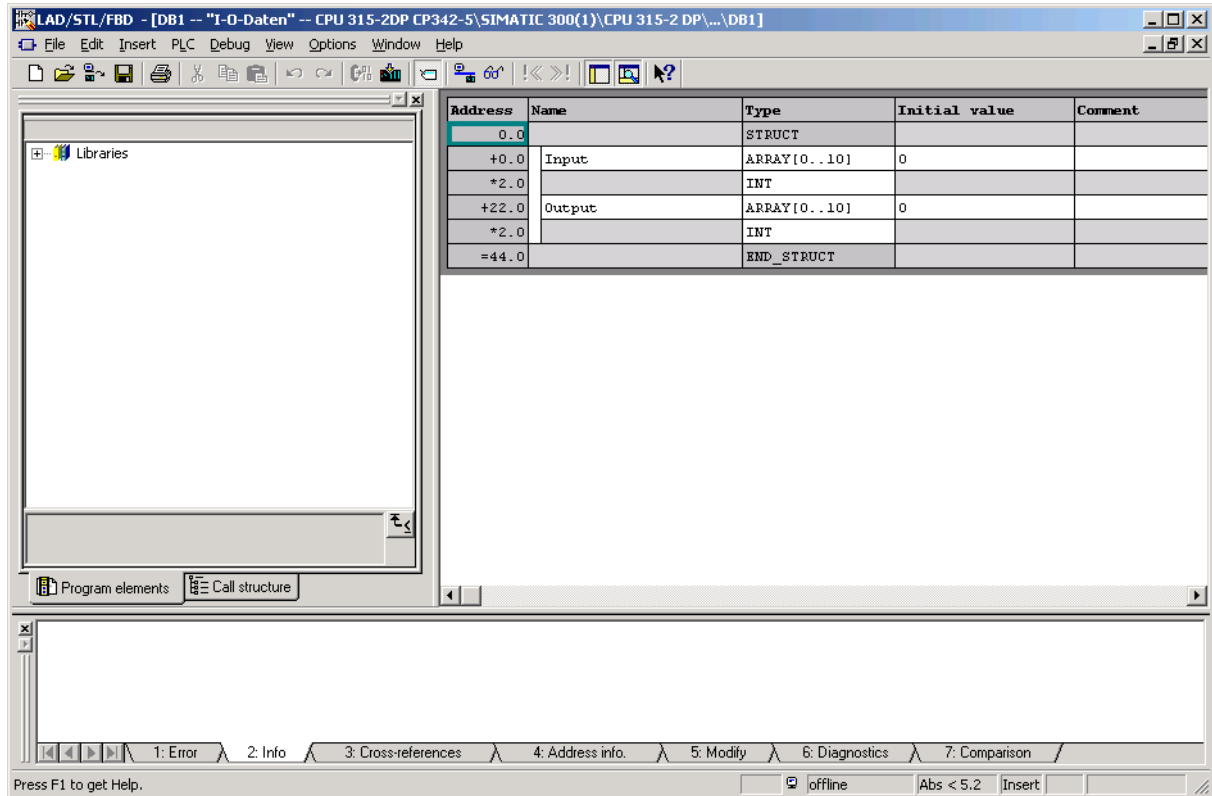 LAD/STL/FBD - [DB1 -- "I-O-Daten" -- CPU 315-2DP CP342-5\SIMATIC 300(1)\CPU 315-2 DP\...\DB1]
File Edit Insert PLC Debug View Options Window Help
Libraries
Program elements Call structure
Address Name Type Initial value Comment
0.0 STRUCT
+0.0 Input ARRAY[0..10] 0
*2.0 INT
+22.0 Output ARRAY[0..10] 0
*2.0 INT
=44.0 END_STRUCT
1: Error 2: Info 3: Cross-references 4: Address info. 5: Modify 6: Diagnostics 7: Comparison
Press F1 to get Help. offline Abs < 5.2 Insert